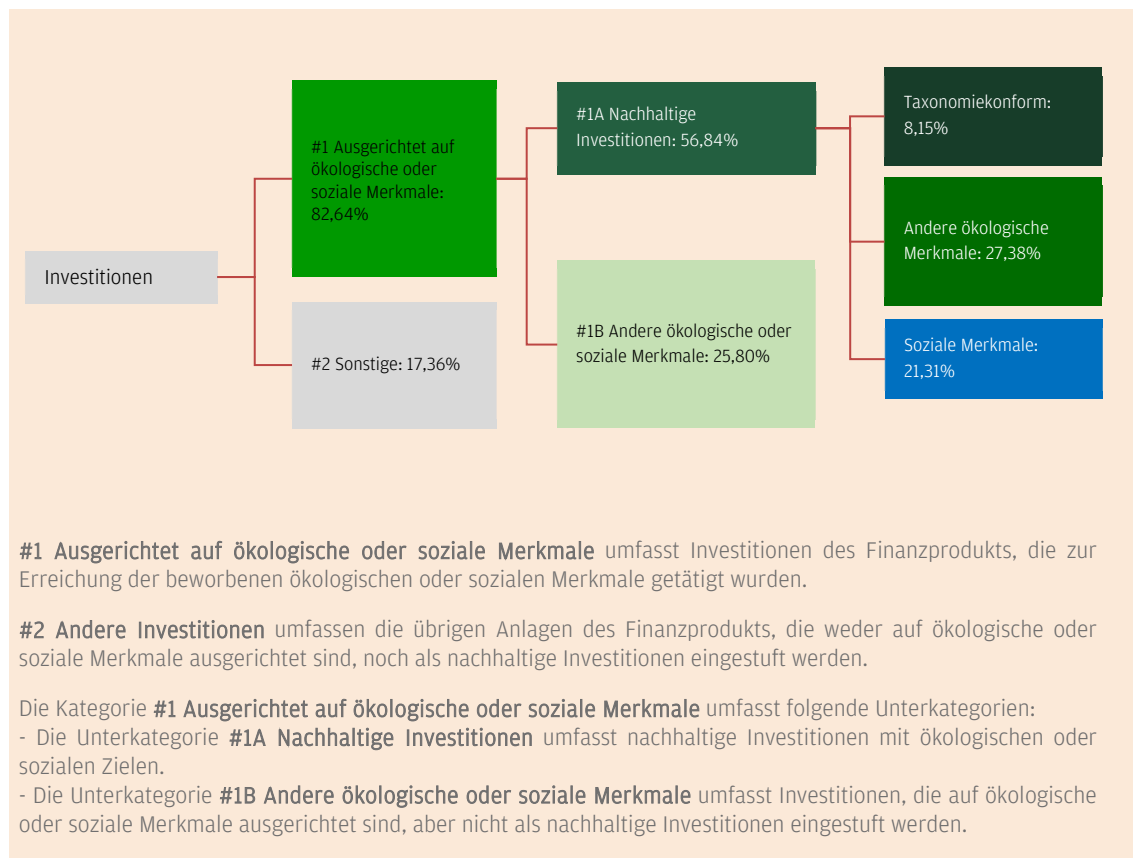 Investitionen
#1 Ausgerichtet auf
ökologische oder
soziale Merkmale:
82,64%
#2 Sonstige: 17,36%
#1A Nachhaltige
Investitionen: 56,84%
#1B Andere ökologische oder
soziale Merkmale: 25,80%
Taxonomiekonform:
8,15%
Andere ökologische
Merkmale: 27,38%
Soziale Merkmale:
21,31%
#1 Ausgerichtet auf ökologische oder soziale Merkmale umfasst Investitionen des Finanzprodukts, die zur
Erreichung der beworbenen ökologischen oder sozialen Merkmale getätigt wurden.
#2 Andere Investitionen umfassen die übrigen Anlagen des Finanzprodukts, die weder auf ökologische oder
soziale Merkmale ausgerichtet sind, noch als nachhaltige Investitionen eingestuft werden.
Die Kategorie #1 Ausgerichtet auf ökologische oder soziale Merkmale umfasst folgende Unterkategorien:
- Die Unterkategorie #1A Nachhaltige Investitionen umfasst nachhaltige Investitionen mit ökologischen oder
sozialen Zielen.
- Die Unterkategorie #1B Andere ökologische oder soziale Merkmale umfasst Investitionen, die auf ökologische
oder soziale Merkmale ausgerichtet sind, aber nicht als nachhaltige Investitionen eingestuft werden.